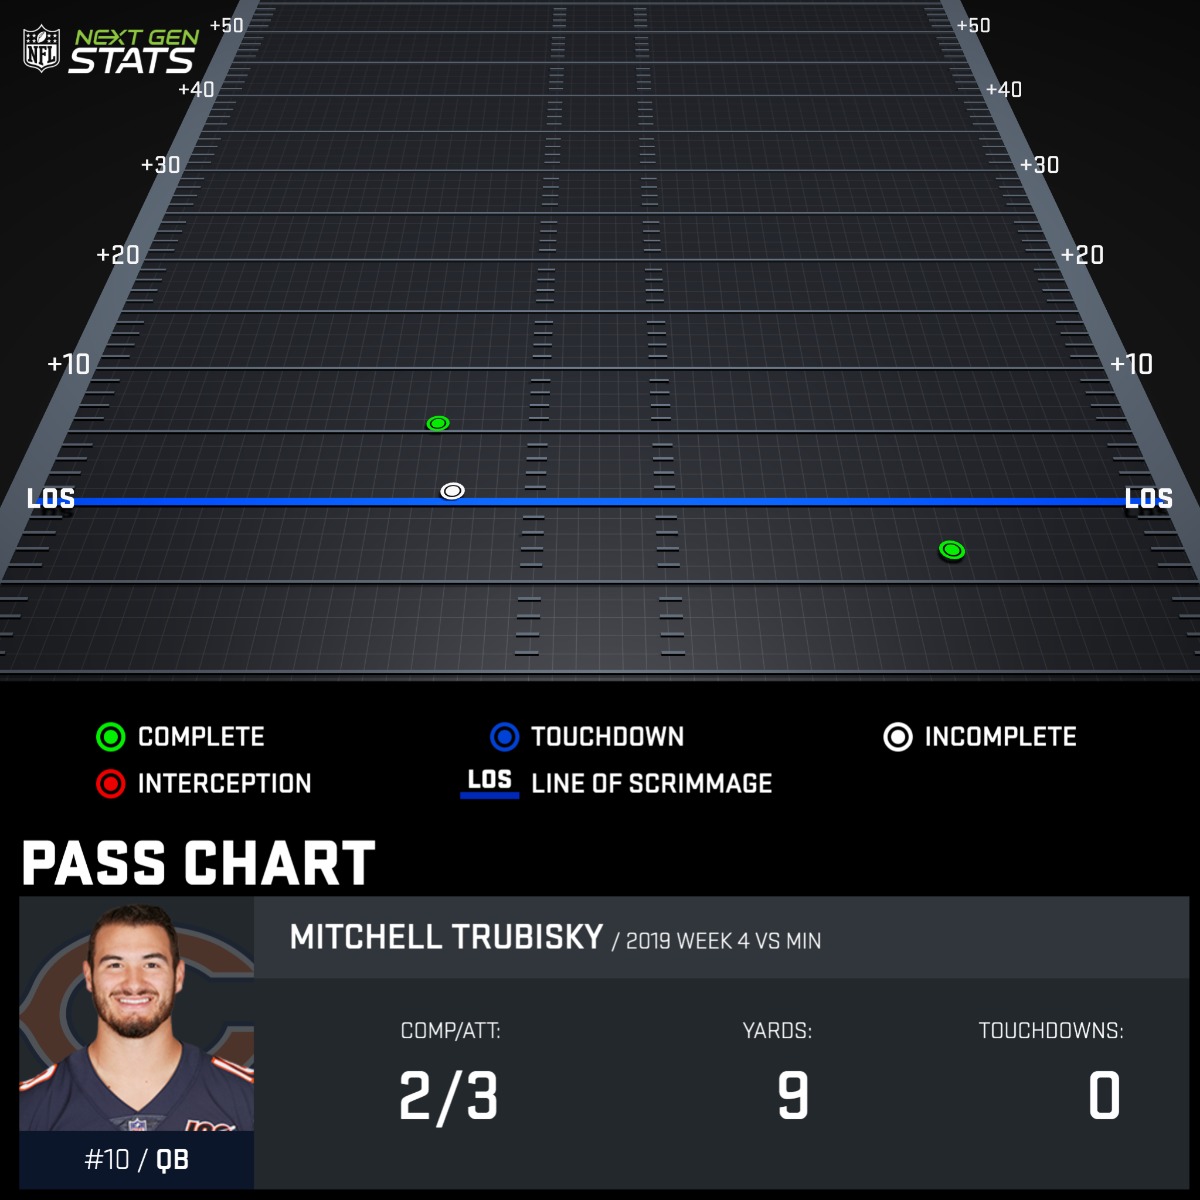 NFL
NEXT GEN
STATS
+50 +50
+40 +40
+30 +30
+20 +20
+10 +10
LOS LOS
COMPLETE TOUCHDOWN INCOMPLETE
INTERCEPTION LOS LINE OF SCRIMMAGE
PASS CHART
MITCHELL TRUBISKY / 2019 WEEK 4 VS MIN
COMP/ATT: YARDS: TOUCHDOWNS:
2/3 9 0
#10 / QB